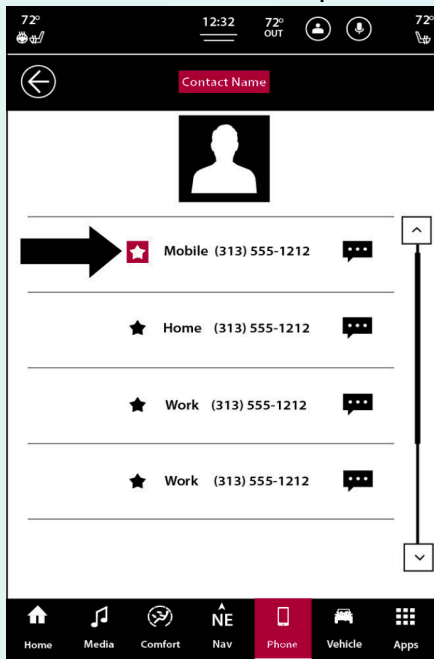 72° 12:32 72° 72°
OUT
Contact Name
Mobile (313) 555-1212
Home (313) 555-1212
Work (313) 555-1212
Work (313) 555-1212
NE
Home Media Comfort Nav Phone Vehicle Apps